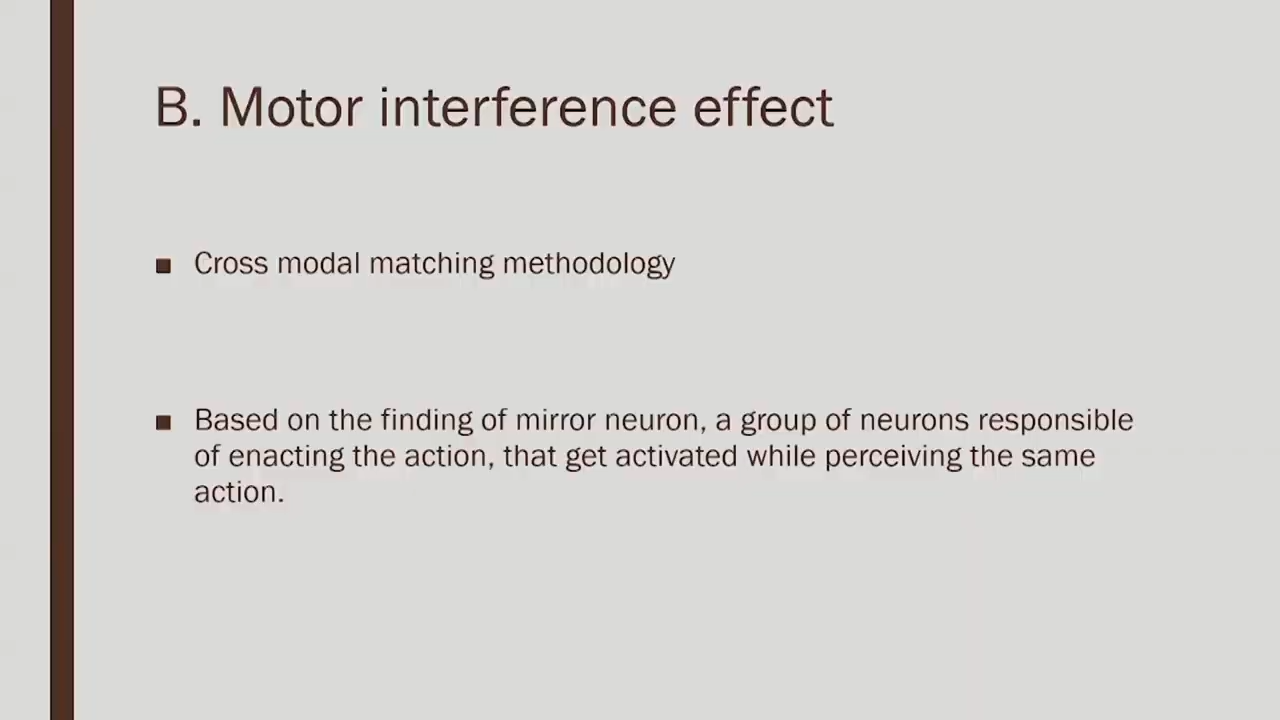 B. Motor interference effect
■ Cross modal matching methodology
■ Based on the finding of mirror neuron, a group of neurons responsible
of enacting the action, that get activated while perceiving the same
action.